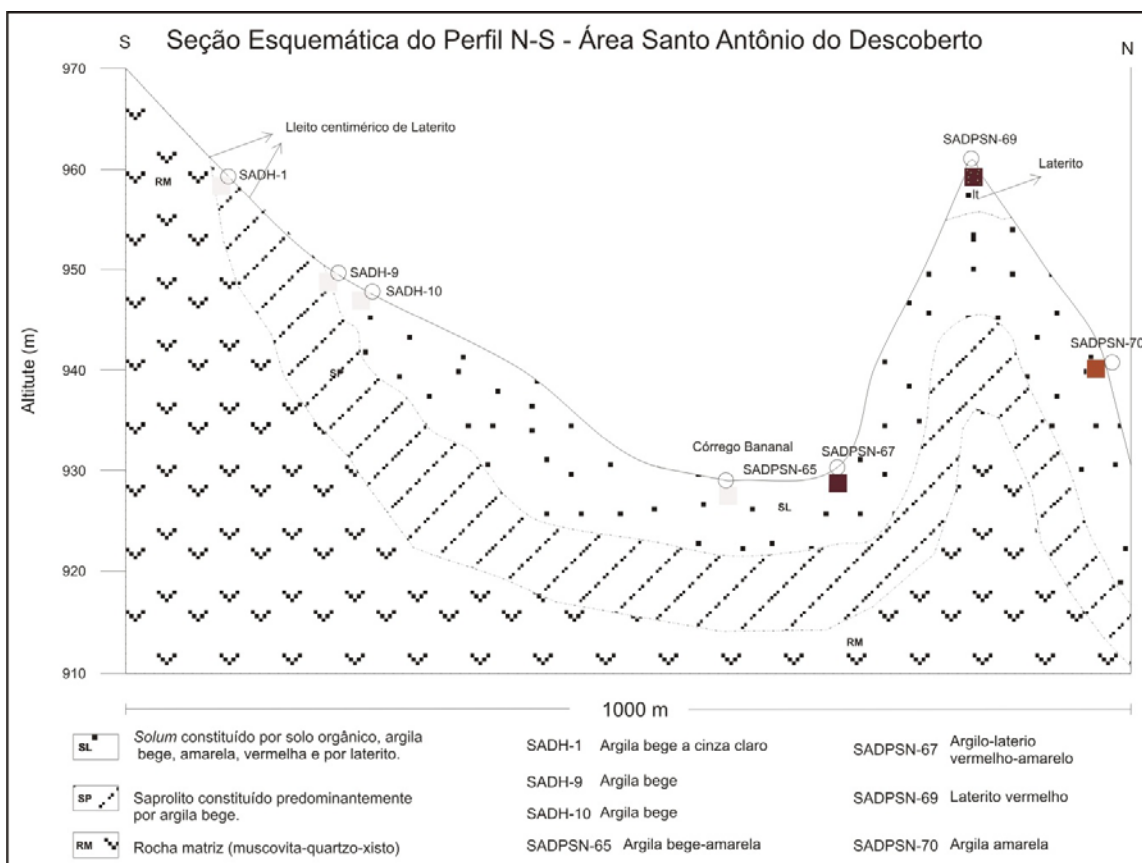 S
Seção Esquemática do Perfil N-S - Área Santo Antônio do Descoberto
N
970
960
950
940
930
920
910
Altitute (m)
Lleito centimérico de Laterito
RM
SADH-1
SADH-9
SADH-10
SP
SADPSN-69
Laterito
lt
SADPSN-70
Córrego Bananal
SADPSN-65
SADPSN-67
SL
RM
1000 m
SL
Solum constituído por solo orgânico, argila
bege, amarela, vermelha e por laterito.
SP
Saprolito constituído predominantemente
por argila bege.
RM
Rocha matriz (muscovita-quartzo-xisto)
SADH-1 Argila bege a cinza claro
SADH-9 Argila bege
SADH-10 Argila bege
SADPSN-65 Argila bege-amarela
SADPSN-67 Argilo-laterio
vermelho-amarelo
SADPSN-69 Laterito vermelho
SADPSN-70 Argila amarela